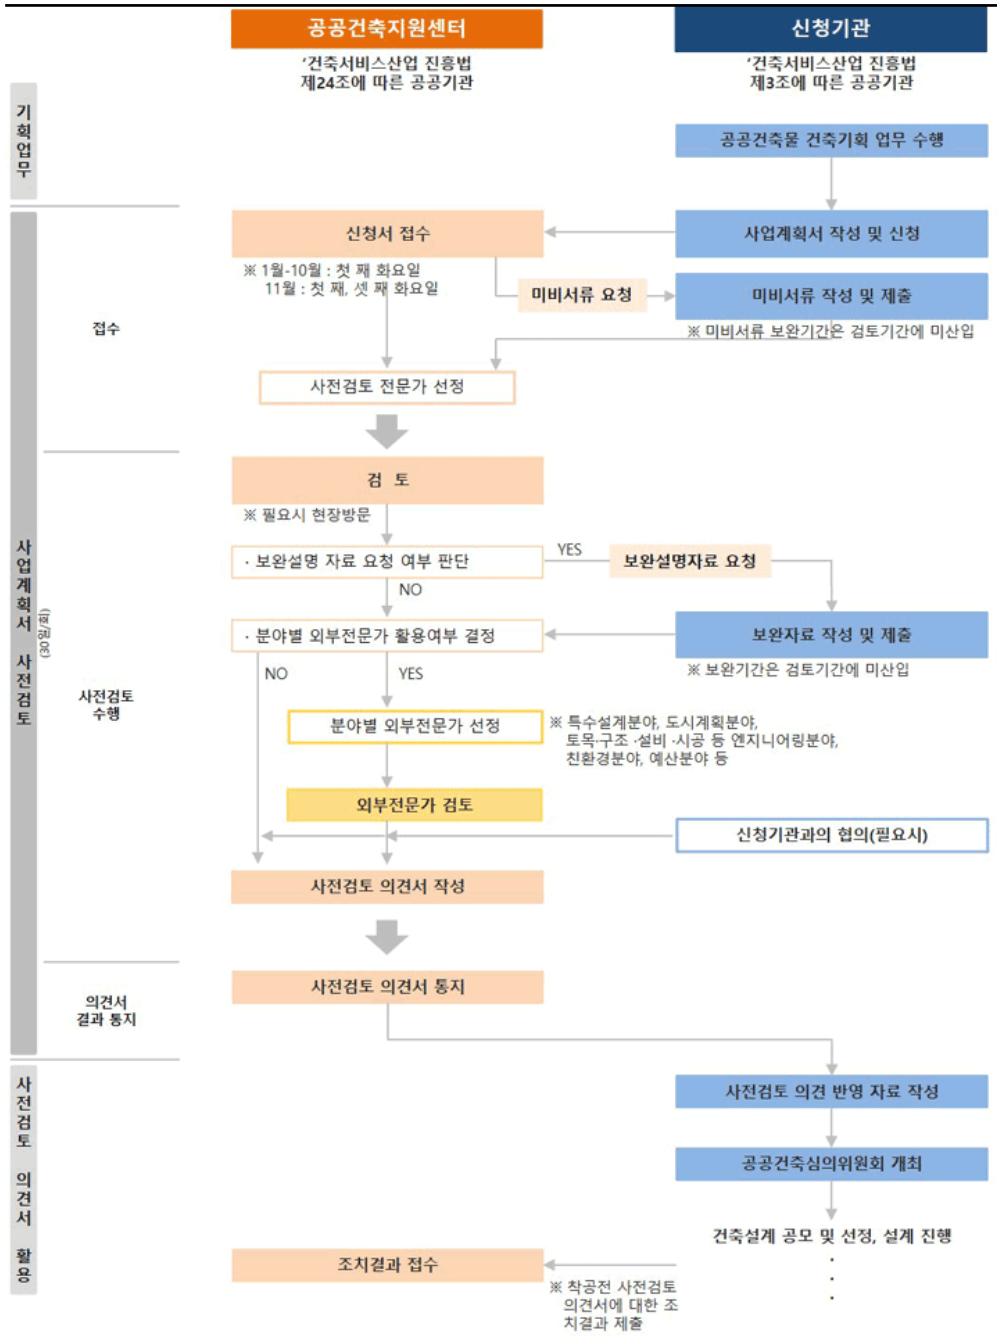 공공건축지원센터
신청기관
‘건축서비스산업 진흥법
제24조에 따른 공공기관
‘건축서비스산업 진흥법
제3조에 따른 공공기관
기획업무
공공건축물 건축기획 업무 수행
사업계획서 사전검토
(30일/회)
접수
신청서 접수
사업계획서 작성 및 신청
※ 1월-10월 : 첫 째 화요일
11월 : 첫 째, 셋 째 화요일
미비서류 요청
미비서류 작성 및 제출
※ 미비서류 보완기간은 검토기간에 미산입
사전검토 전문가 선정
사전검토
수행
검 토
※ 필요시 현장방문
· 보완설명 자료 요청 여부 판단
YES
보완설명자료 요청
NO
· 분야별 외부전문가 활용여부 결정
보완자료 작성 및 제출
※ 보완기간은 검토기간에 미산입
NO
YES
분야별 외부전문가 선정
※ 특수설계분야, 도시계획분야,
토목·구조 ·설비 ·시공 등 엔지니어링분야,
친환경분야, 예산분야 등
외부전문가 검토
신청기관과의 협의(필요시)
사전검토 의견서 작성
의견서
결과 통지
사전검토 의견서 통지
사전검토 의견서 활용
사전검토 의견 반영 자료 작성
공공건축심의위원회 개최
건축설계 공모 및 선정, 설계 진행
·
·
·
조치결과 접수
※ 착공전 사전검토
의견서에 대한 조
치결과 제출